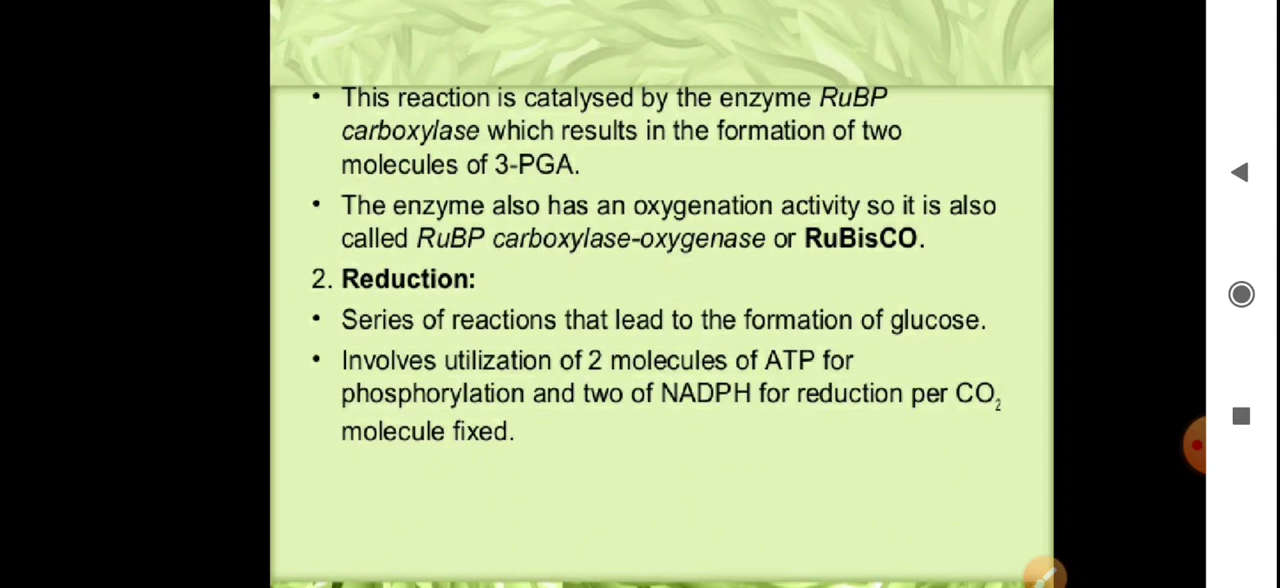 • This reaction is catalysed by the enzyme RuBP
carboxylase which results in the formation of two
molecules of 3-PGA.
• The enzyme also has an oxygenation activity so it is also
called RuBP carboxylase-oxygenase or RuBisCO.
2. Reduction:
• Series of reactions that lead to the formation of glucose.
• Involves utilization of 2 molecules of ATP for
phosphorylation and two of NADPH for reduction per CO₂
molecule fixed.